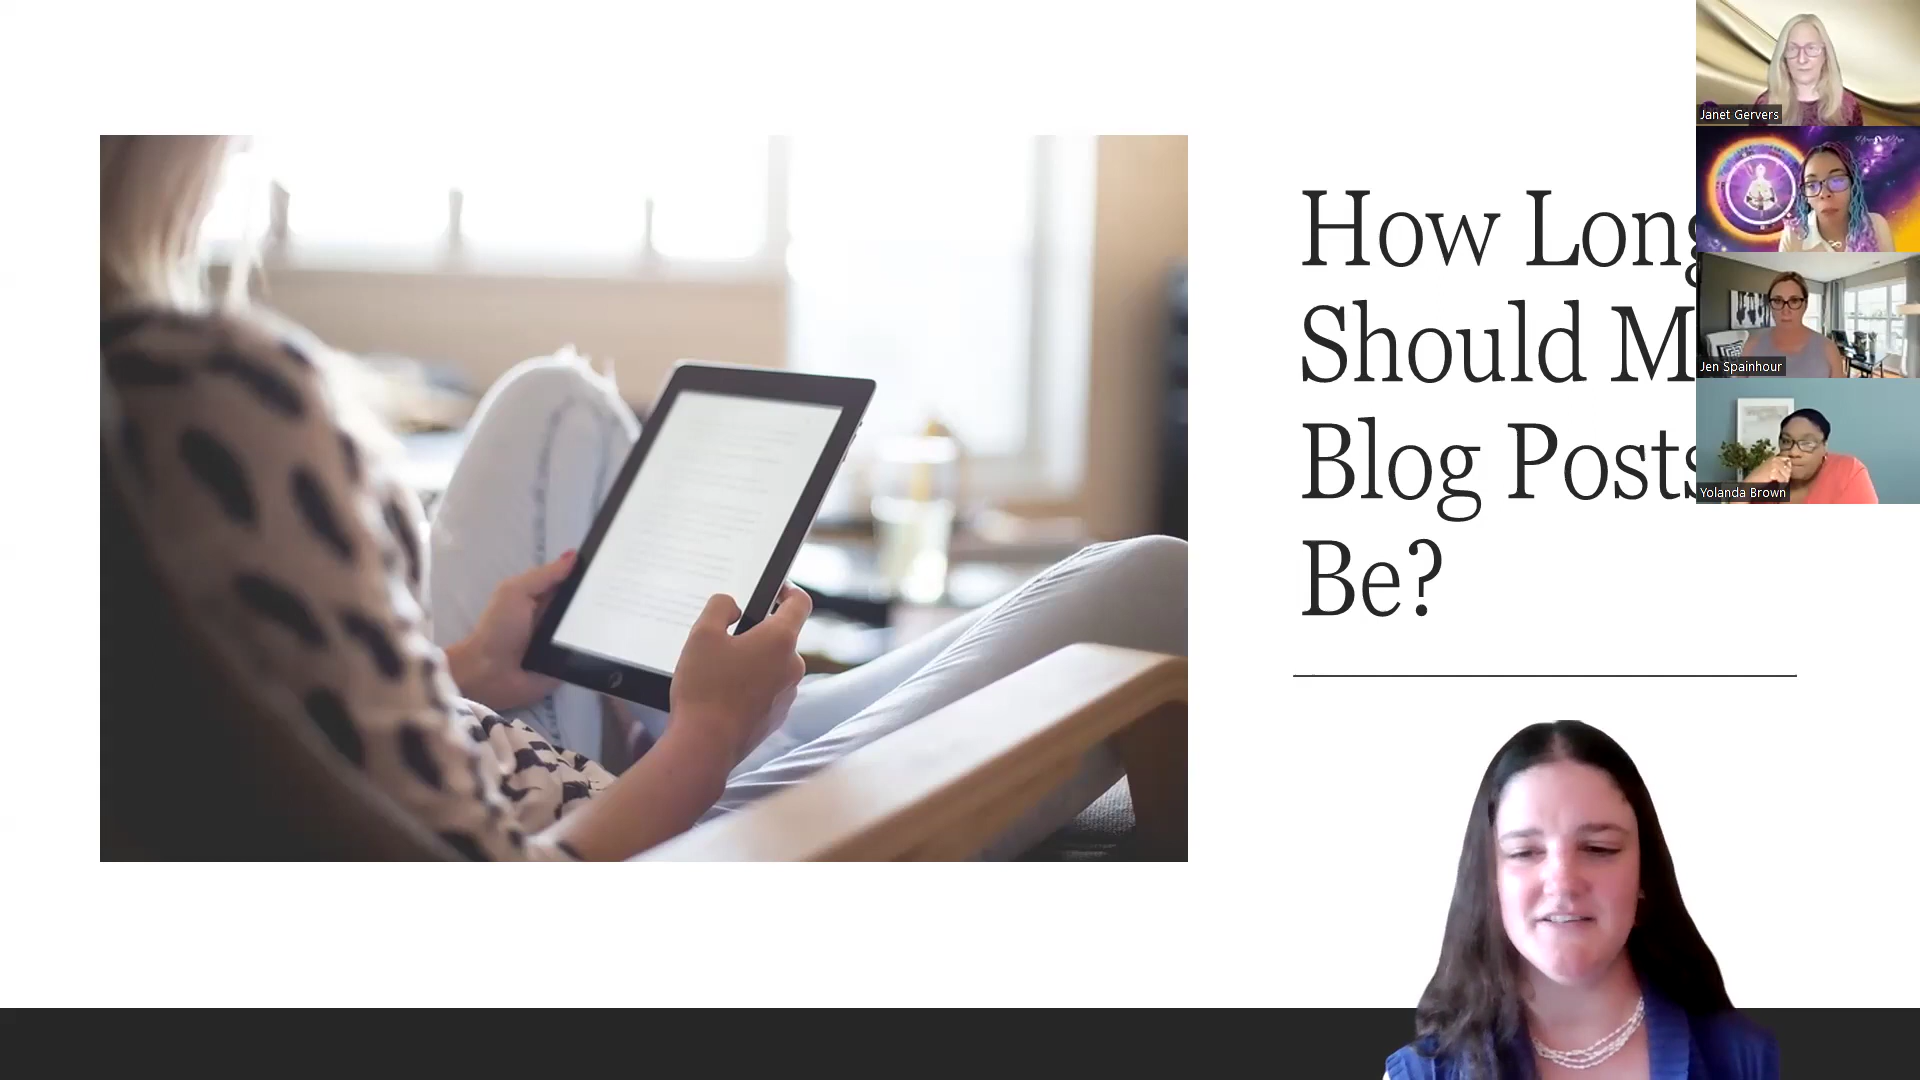 How Long
Should M
Blog Posts
Be?
Janet Gervers
Jen Spainhour
Yolanda Brown